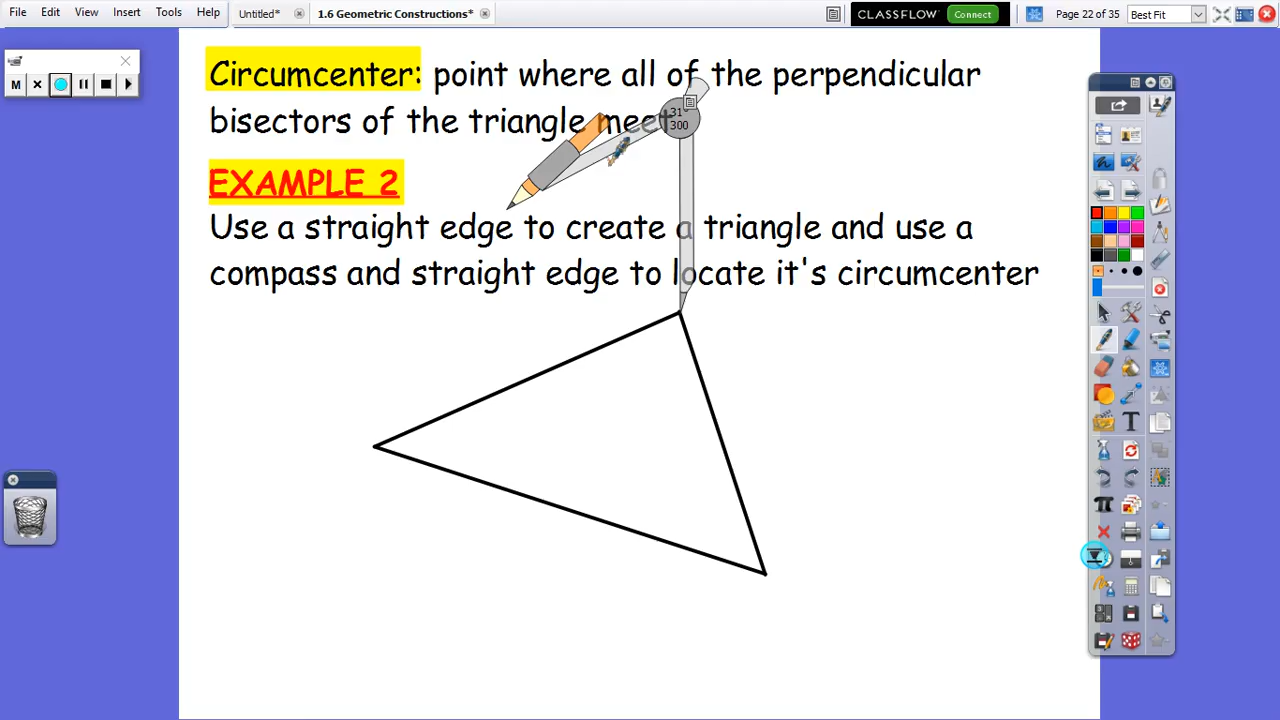 File Edit View Insert Tools Help
Untitled*
1.6 Geometric Constructions*
CLASSFLOW Connect
Page 22 of 35
Best Fit
M
Circumcenter: point where all of the perpendicular
bisectors of the triangle meet
31°
300
EXAMPLE 2
Use a straight edge to create a triangle and use a
compass and straight edge to locate it's circumcenter
T